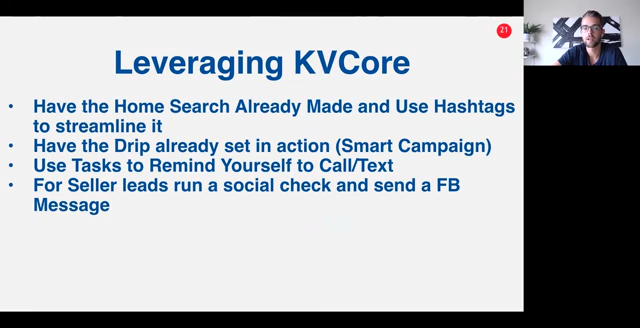 21
Leveraging KVCore
• Have the Home Search Already Made and Use Hashtags
to streamline it
• Have the Drip already set in action (Smart Campaign)
• Use Tasks to Remind Yourself to Call/Text
• For Seller leads run a social check and send a FB
Message